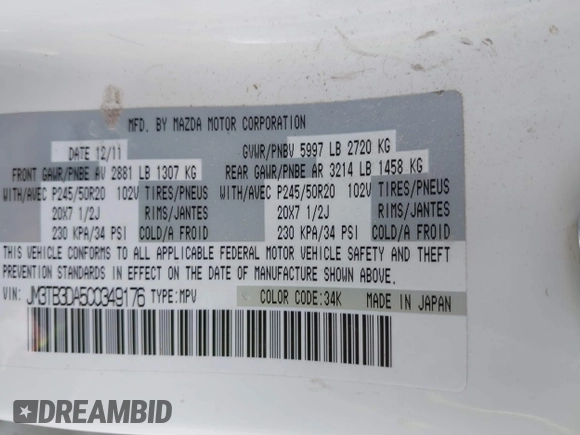 MFD. BY MAZDA MOTOR CORPORATION
DATE 12/11 GVWR/PNBV 5997 LB 2720 KG
FRONT GAWR/PNBE AV 2881 LB 1307 KG REAR GAWR/PNBE AR 3214 LB 1458 KG
WITH/AVEC P245/50R20 102V TIRES/PNEUS WITH/AVEC P245/50R20 102V TIRES/PNEUS
20X7 1/2J RIMS/JANTES 20X7 1/2J RIMS/JANTES
230 KPA/34 PSI COLD/A FROID 230 KPA/34 PSI COLD/A FROID
THIS VEHICLE CONFORMS TO ALL APPLICABLE FEDERAL MOTOR VEHICLE SAFETY AND THEFT
PREVENTION STANDARDS IN EFFECT ON THE DATE OF MANUFACTURE SHOWN ABOVE.
VIN: JM3TB3DA5C0349176 TYPE:MPV COLOR CODE:34K MADE IN JAPAN
DREAMBID